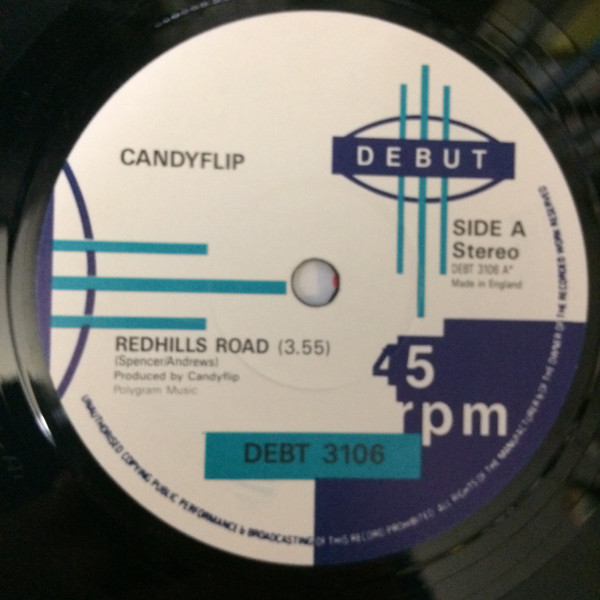 CANDYFLIP
DEBUT
SIDE A
Stereo
DEBT 3106 A*
Made in England
REDHILLS ROAD (3.55)
(Spencer/Andrews)
Produced by Candyflip
Polygram Music
45
rpm
DEBT 3106
UNAUTHORISED COPYING PUBLIC PERFORMANCE & BROADCASTING OF THIS RECORD PROHIBITED. ALL RIGHTS OF THE MANUFACTURER & OF THE OWNER OF THE RECORDED WORK RESERVED